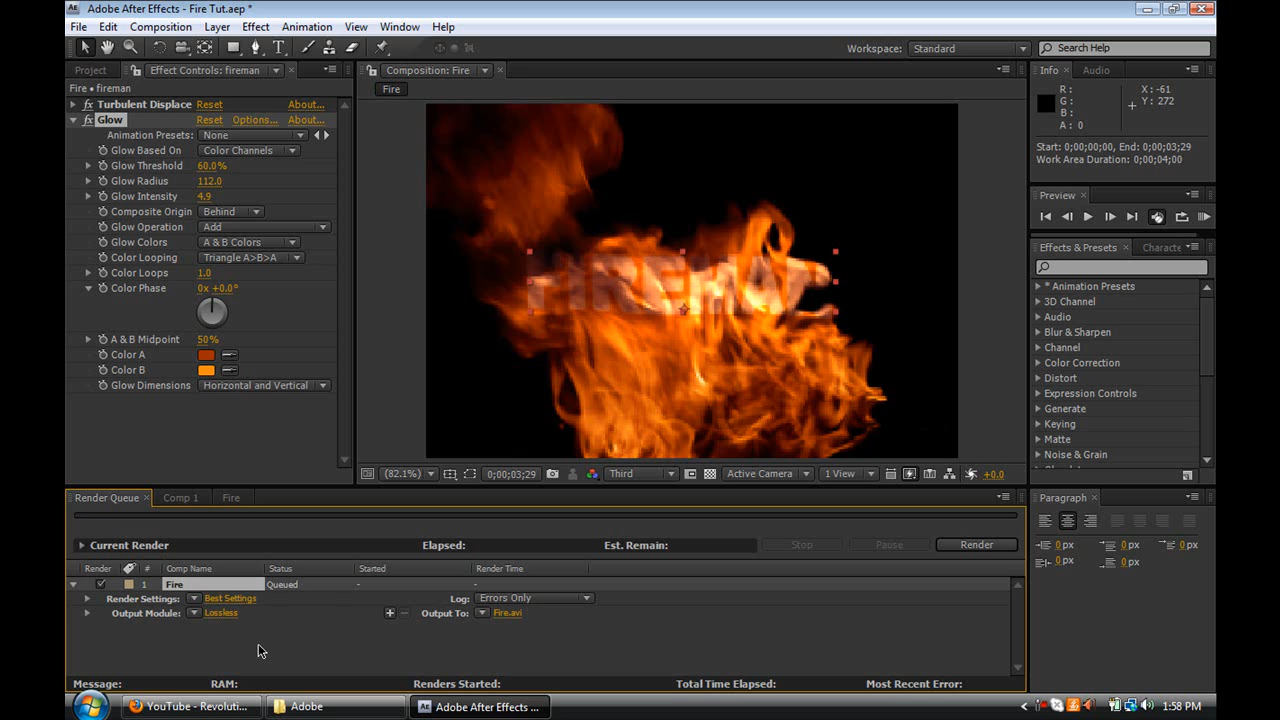 Adobe After Effects - Fire Tut.aep *
File Edit Composition Layer Effect Animation View Window Help
Workspace: Standard Search Help
Project Effect Controls: fireman Composition: Fire Info Audio
Fire • fireman
Fire
R :
G :
B :
A : 0
X : -61
Y : 272
Turbulent Displace Reset About...
Glow Reset Options... About...
Animation Presets: None
Glow Based On Color Channels
Glow Threshold 60.0%
Glow Radius 112.0
Glow Intensity 4.9
Composite Origin Behind
Glow Operation Add
Glow Colors A & B Colors
Color Looping Triangle A>B>A
Color Loops 1.0
Color Phase 0x +0.0°
A & B Midpoint 50%
Color A
Color B
Glow Dimensions Horizontal and Vertical
FIREMAN
(82.1%) 0;00;03;29 Third Active Camera 1 View +0.0
Start: 0;00;00;00, End: 0;00;03;29
Work Area Duration: 0;00;04;00
Preview
Effects & Presets Characte
* Animation Presets
3D Channel
Audio
Blur & Sharpen
Channel
Color Correction
Distort
Expression Controls
Generate
Keying
Matte
Noise & Grain
Render Queue Comp 1 Fire
Current Render Elapsed: Est. Remain: Stop Pause Render
Render # Comp Name Status Started Render Time
1 Fire Queued - -
Render Settings: Best Settings Log: Errors Only
Output Module: Lossless Output To: Fire.avi
Message: RAM: Renders Started: Total Time Elapsed: Most Recent Error:
Paragraph
0 px 0 px 0 px
0 px 0 px
YouTube - Revoluti... Adobe Adobe After Effects ... 1:58 PM